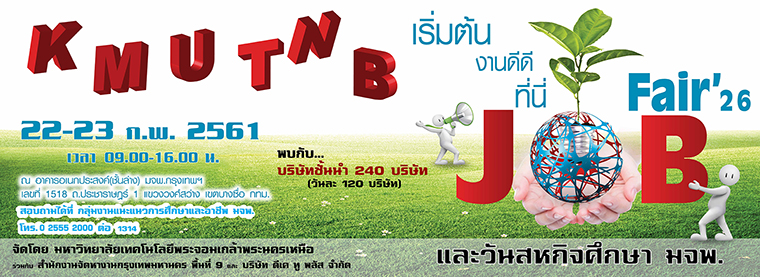 KMUTNB
เริ่มต้น
งานดีดี
ที่นี่
JOB Fair'26
22-23 ก.พ. 2561
เวลา 09.00-16.00 น.
ณ อาคารอเนกประสงค์(ชั้นล่าง) มจพ.กรุงเทพฯ
เลขที่ 1518 ถ.ประชาราษฎร์ 1 แขวงวงศ์สว่าง เขตบางซื่อ กทม.
สอบถามได้ที่ กลุ่มงานแนะแนวการศึกษาและอาชีพ มจพ.
โทร.0 2555 2000 ต่อ 1314
พบกับ...
บริษัทชั้นนำ 240 บริษัท
(วันละ 120 บริษัท)
จัดโดย มหาวิทยาลัยเทคโนโลยีพระจอมเกล้าพระนครเหนือ
ร่วมกับ สำนักงานจัดหางานกรุงเทพมหานคร พื้นที่ 9 และ บริษัท ดีเค ทู พลัส จำกัด
และวันสหกิจศึกษา มจพ.